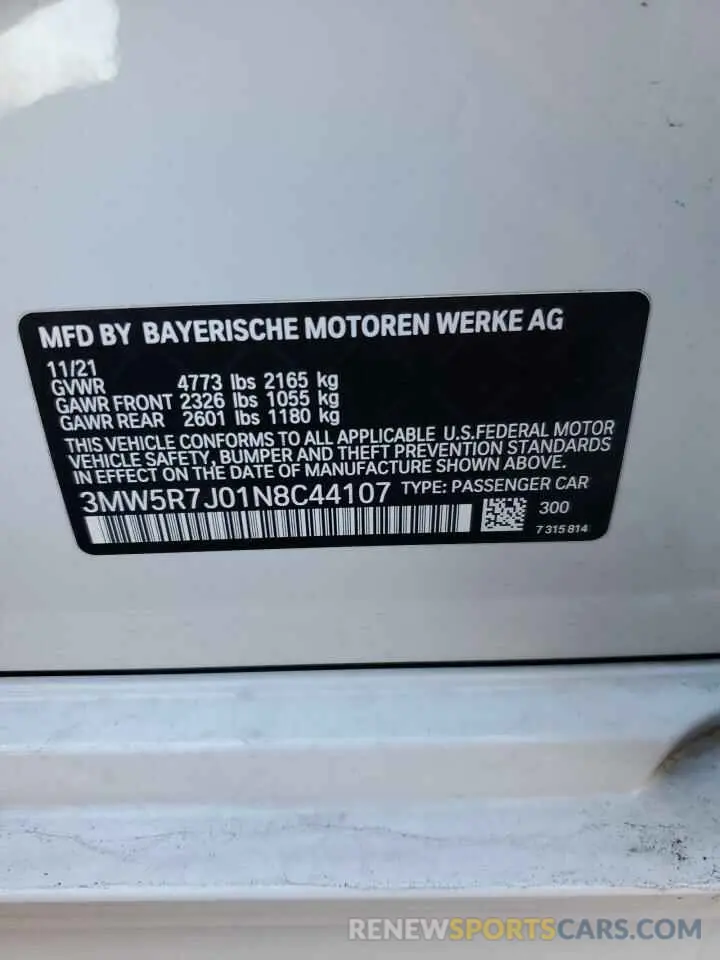 MFD BY BAYERISCHE MOTOREN WERKE AG
11/21
GVWR 4773 lbs 2165 kg
GAWR FRONT 2326 lbs 1055 kg
GAWR REAR 2601 lbs 1180 kg
THIS VEHICLE CONFORMS TO ALL APPLICABLE U.S.FEDERAL MOTOR
VEHICLE SAFETY, BUMPER AND THEFT PREVENTION STANDARDS
IN EFFECT ON THE DATE OF MANUFACTURE SHOWN ABOVE.
3MW5R7J01N8C44107 TYPE: PASSENGER CAR
300
7 315 814
RENEWSPORTSCARS.COM